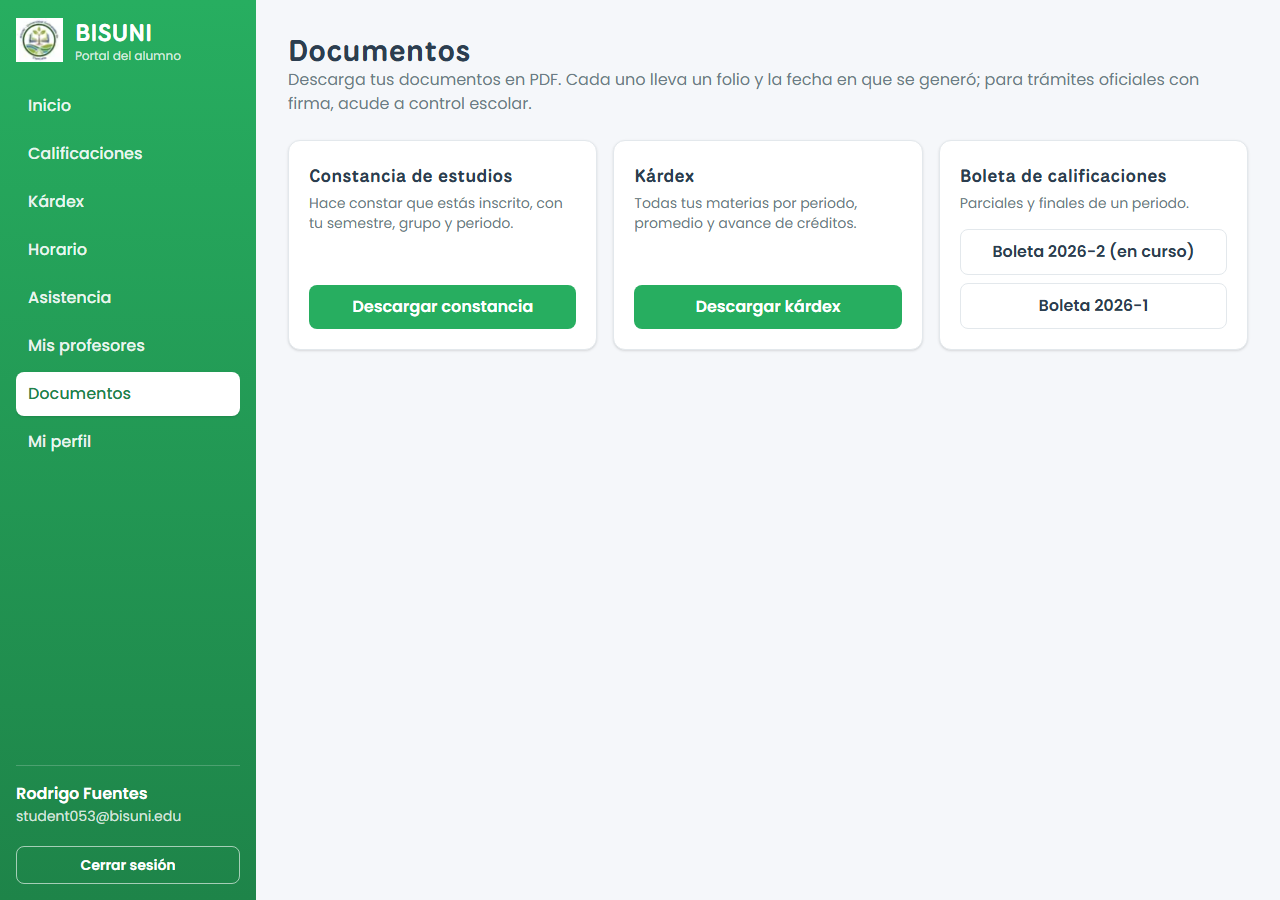 BISUNI
Portal del alumno
Inicio
Calificaciones
Kárdex
Horario
Asistencia
Mis profesores
Documentos
Mi perfil
Rodrigo Fuentes
student053@bisuni.edu
Cerrar sesión
Documentos
Descarga tus documentos en PDF. Cada uno lleva un folio y la fecha en que se generó; para trámites oficiales con
firma, acude a control escolar.
Constancia de estudios
Hace constar que estás inscrito, con
tu semestre, grupo y periodo.
Descargar constancia
Kárdex
Todas tus materias por periodo,
promedio y avance de créditos.
Descargar kárdex
Boleta de calificaciones
Parciales y finales de un periodo.
Boleta 2026-2 (en curso)
Boleta 2026-1